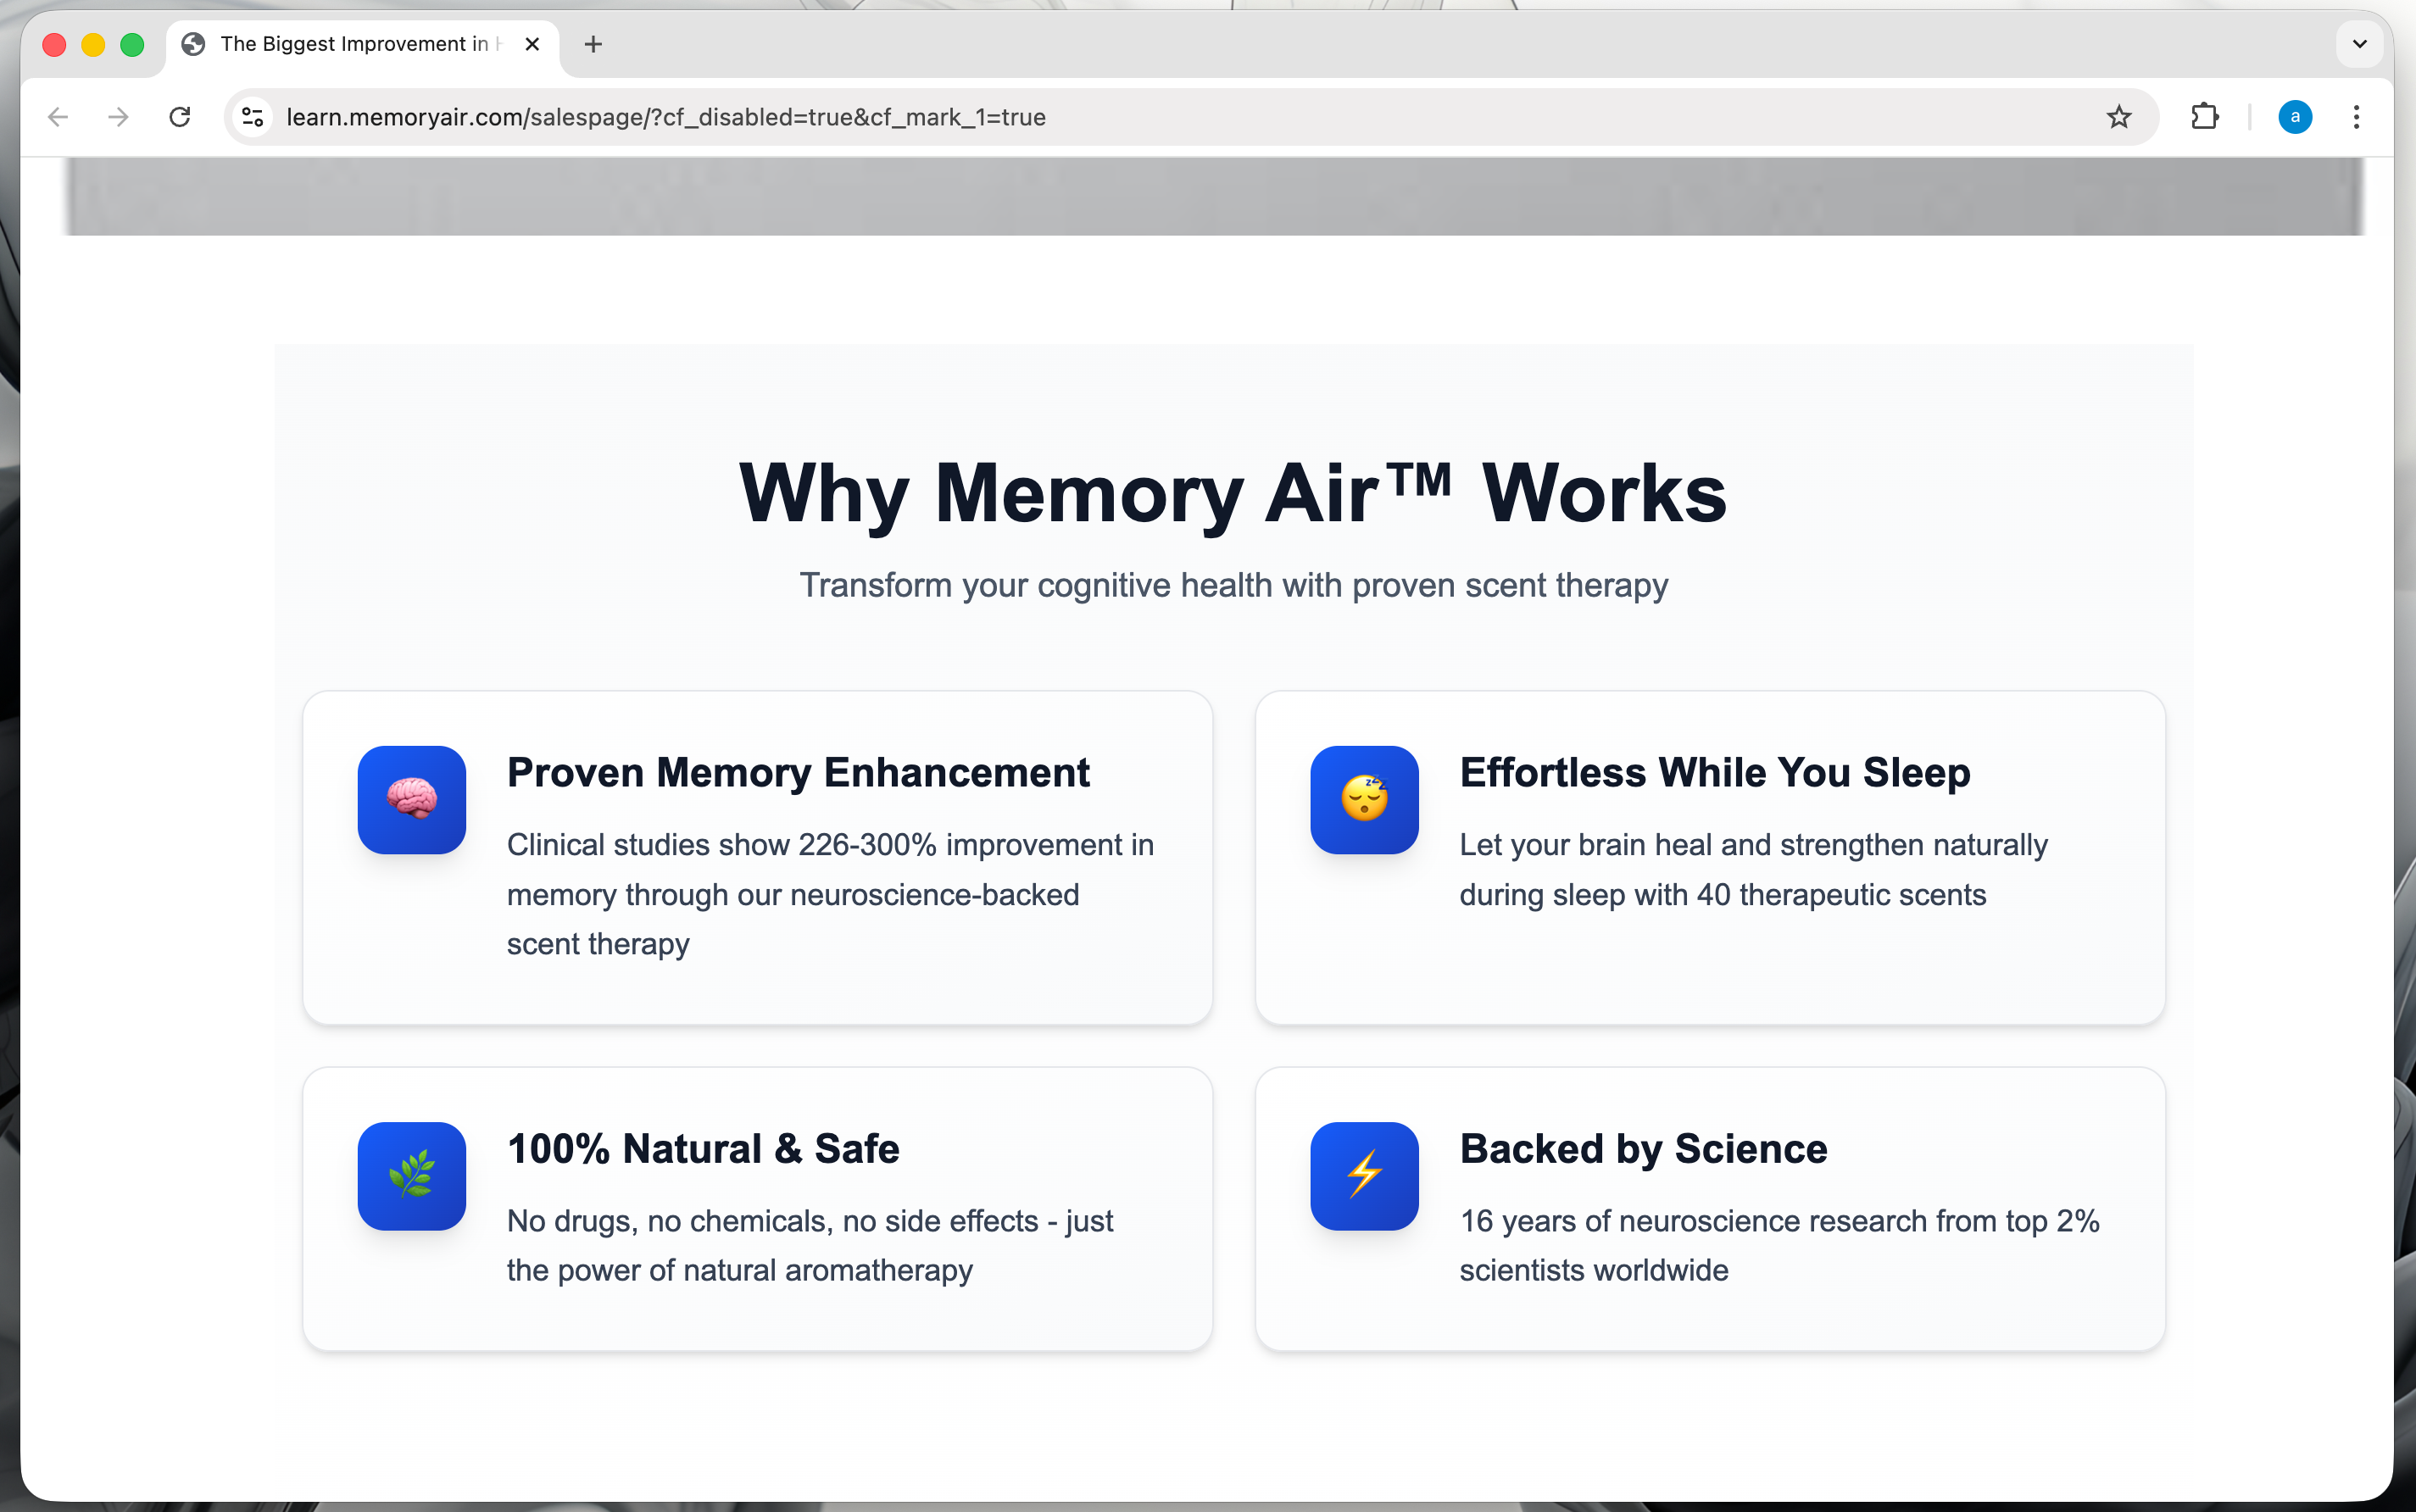 The Biggest Improvement in
learn.memoryair.com/salespage/?cf_disabled=true&cf_mark_1=true
a
Why Memory Air™ Works
Transform your cognitive health with proven scent therapy
Proven Memory Enhancement
Clinical studies show 226-300% improvement in
memory through our neuroscience-backed
scent therapy
Effortless While You Sleep
Let your brain heal and strengthen naturally
during sleep with 40 therapeutic scents
100% Natural & Safe
No drugs, no chemicals, no side effects - just
the power of natural aromatherapy
Backed by Science
16 years of neuroscience research from top 2%
scientists worldwide